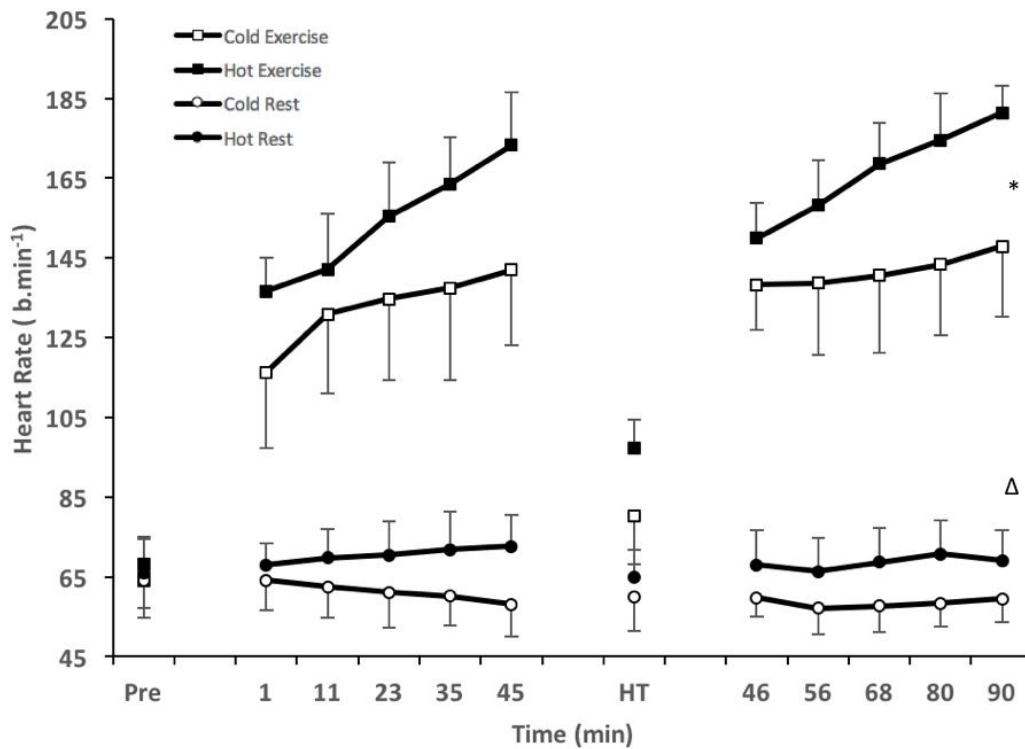 205
185
165
145
125
105
85
65
45
Heart Rate ( b.min⁻¹)
Cold Exercise
Hot Exercise
Cold Rest
Hot Rest
*
Δ
Pre 1 11 23 35 45 HT 46 56 68 80 90
Time (min)